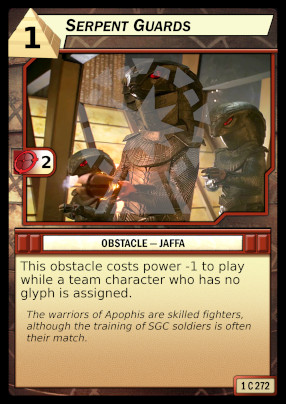 1
SERPENT GUARDS
2
OBSTACLE – JAFFA
This obstacle costs power -1 to play
while a team character who has no
glyph is assigned.
The warriors of Apophis are skilled fighters,
although the training of SGC soldiers is often
their match.
1 C 272